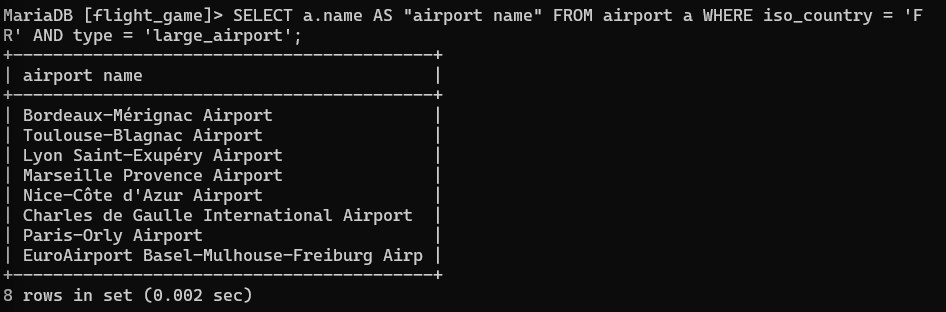 MariaDB [flight_game]> SELECT a.name AS "airport name" FROM airport a WHERE iso_country = 'F
R' AND type = 'large_airport';
+------------------------------------------+
| airport name                             |
+------------------------------------------+
| Bordeaux-Mérignac Airport                |
| Toulouse-Blagnac Airport                 |
| Lyon Saint-Exupéry Airport               |
| Marseille Provence Airport               |
| Nice-Côte d'Azur Airport                 |
| Charles de Gaulle International Airport  |
| Paris-Orly Airport                       |
| EuroAirport Basel-Mulhouse-Freiburg Airp |
+------------------------------------------+
8 rows in set (0.002 sec)